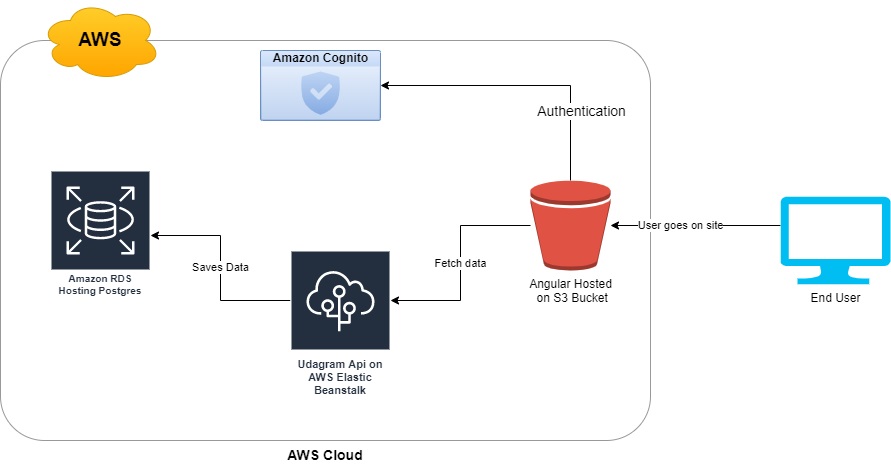 AWS
Amazon Cognito
Authentication
User goes on site
Saves Data
Fetch data
Amazon RDS
Hosting Postgres
Angular Hosted
on S3 Bucket
End User
Udagram Api on
AWS Elastic
Beanstalk
AWS Cloud